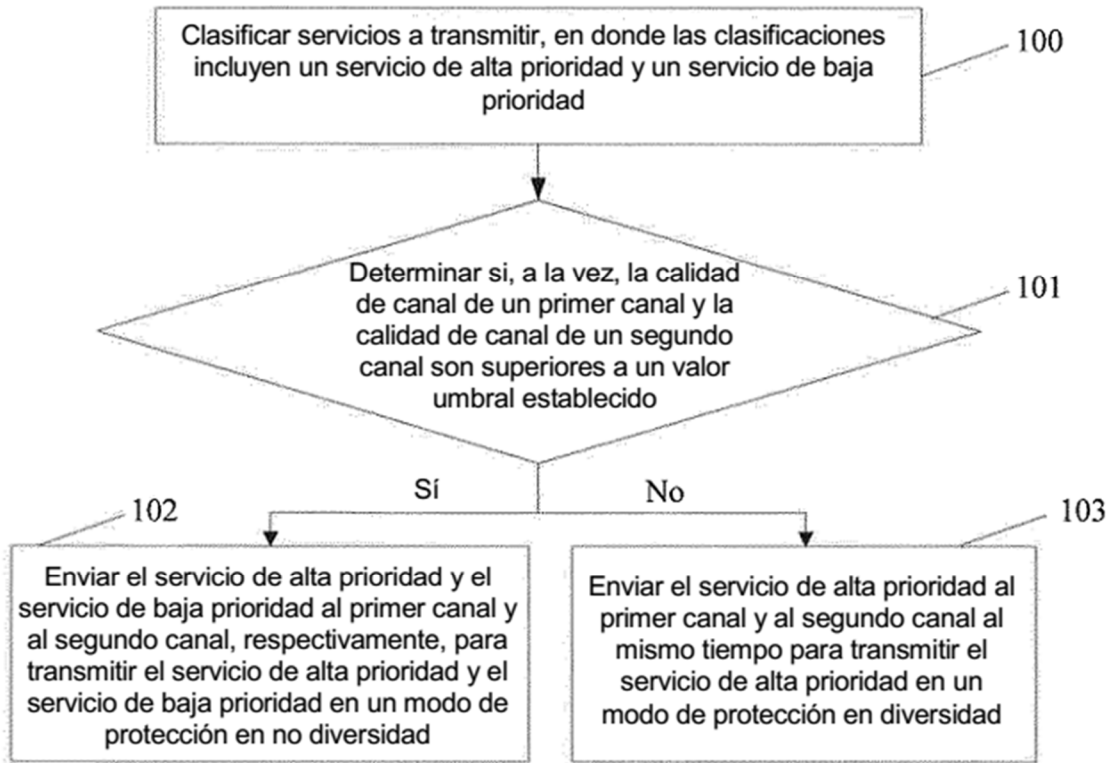 Clasificar servicios a transmitir, en donde las clasificaciones
incluyen un servicio de alta prioridad y un servicio de baja
prioridad
100
Determinar si, a la vez, la calidad
de canal de un primer canal y la
calidad de canal de un segundo
canal son superiores a un valor
umbral establecido
101
Sí
No
102
Enviar el servicio de alta prioridad y el
servicio de baja prioridad al primer canal y
al segundo canal, respectivamente, para
transmitir el servicio de alta prioridad y el
servicio de baja prioridad en un modo de
protección en no diversidad
103
Enviar el servicio de alta prioridad al
primer canal y al segundo canal al
mismo tiempo para transmitir el
servicio de alta prioridad en un
modo de protección en diversidad